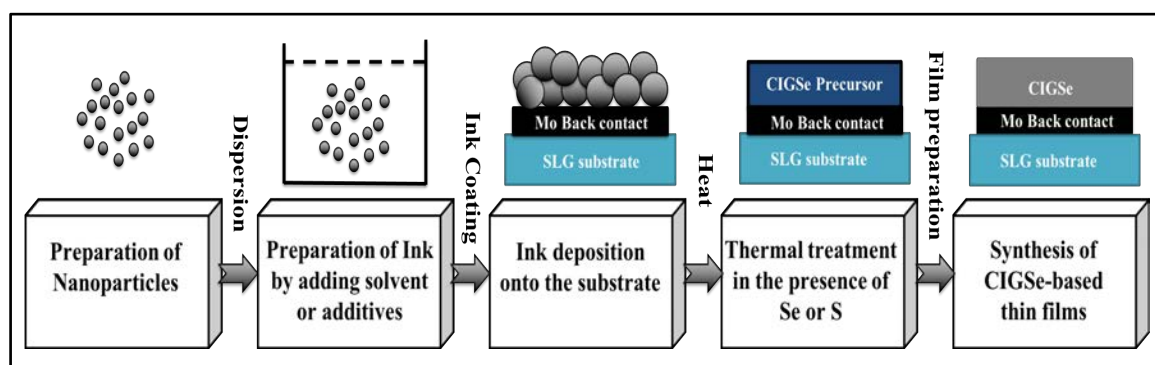 Preparation of
Nanoparticles
Dispersion
Preparation of Ink
by adding solvent
or additives
Ink Coating
Mo Back contact
SLG substrate
Ink deposition
onto the substrate
Heat
CIGSe Precursor
Mo Back contact
SLG substrate
Thermal treatment
in the presence of
Se or S
Film preparation
CIGSe
Mo Back contact
SLG substrate
Synthesis of
CIGSe-based
thin films